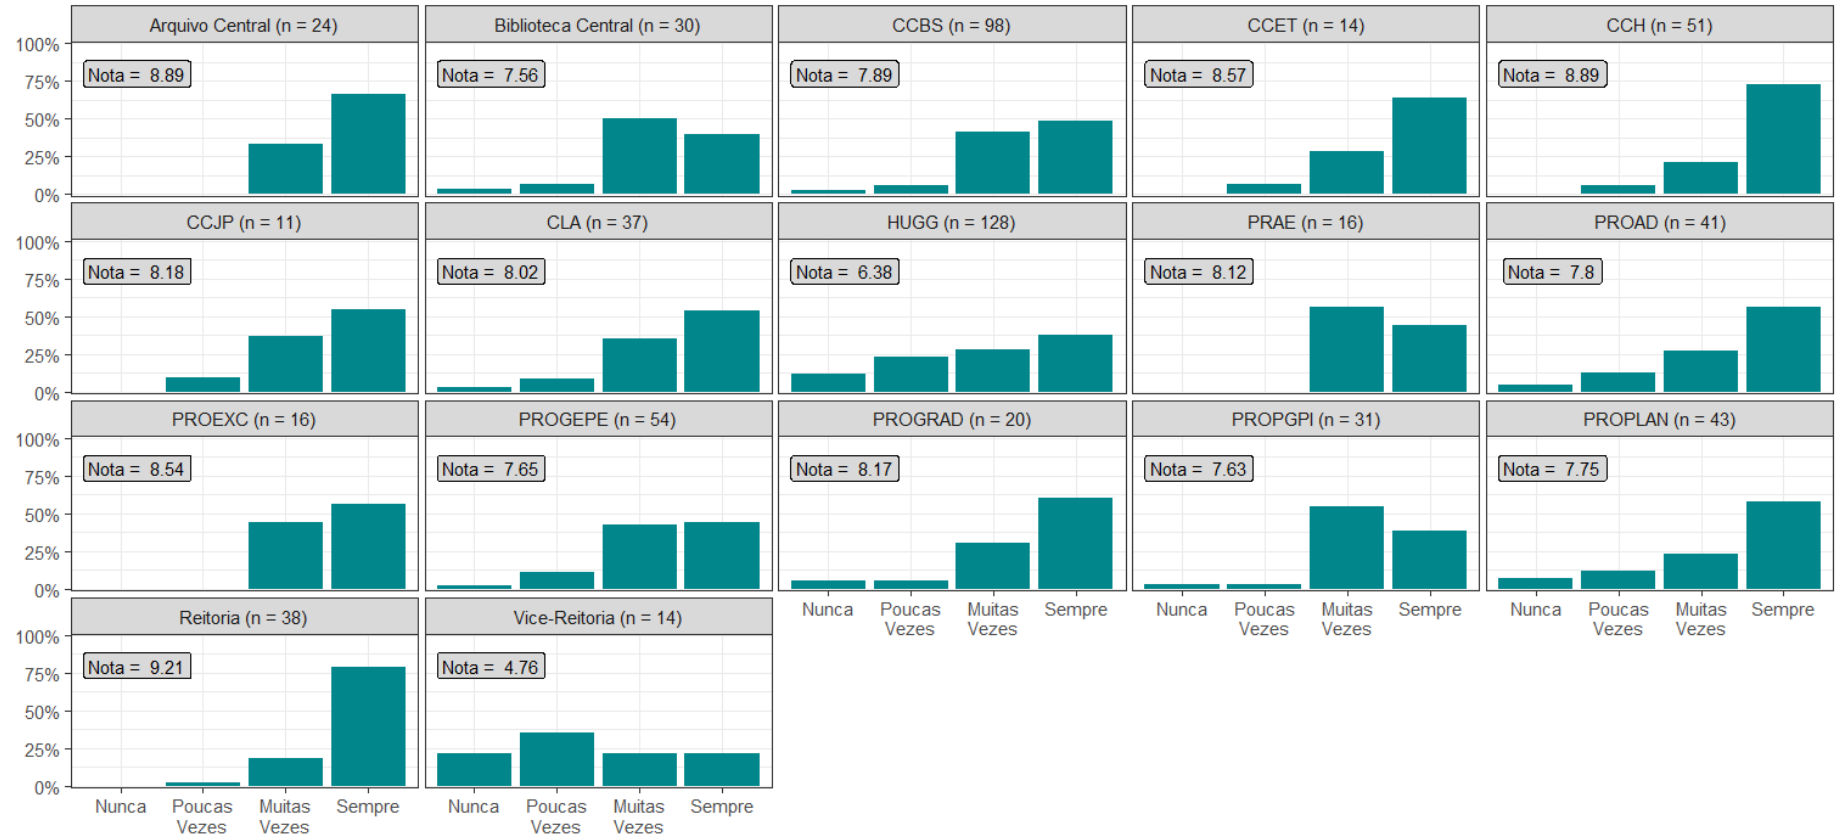 Arquivo Central (n = 24)
Biblioteca Central (n = 30)
CCBS (n = 98)
CCET (n = 14)
CCH (n = 51)
100%
75%
50%
25%
0%
Nota = 8.89
Nota = 7.56
Nota = 7.89
Nota = 8.57
Nota = 8.89
CCJP (n = 11)
CLA (n = 37)
HUGG (n = 128)
PRAE (n = 16)
PROAD (n = 41)
100%
75%
50%
25%
0%
Nota = 8.18
Nota = 8.02
Nota = 6.38
Nota = 8.12
Nota = 7.8
PROEXC (n = 16)
PROGEPE (n = 54)
PROGRAD (n = 20)
PROPGPI (n = 31)
PROPLAN (n = 43)
100%
75%
50%
25%
0%
Nota = 8.54
Nota = 7.65
Nota = 8.17
Nota = 7.63
Nota = 7.75
Nunca
Poucas
Vezes
Muitas
Vezes
Sempre
Nunca
Poucas
Vezes
Muitas
Vezes
Sempre
Nunca
Poucas
Vezes
Muitas
Vezes
Sempre
Reitoria (n = 38)
Vice-Reitoria (n = 14)
100%
75%
50%
25%
0%
Nota = 9.21
Nota = 4.76
Nunca
Poucas
Vezes
Muitas
Vezes
Sempre
Nunca
Poucas
Vezes
Muitas
Vezes
Sempre